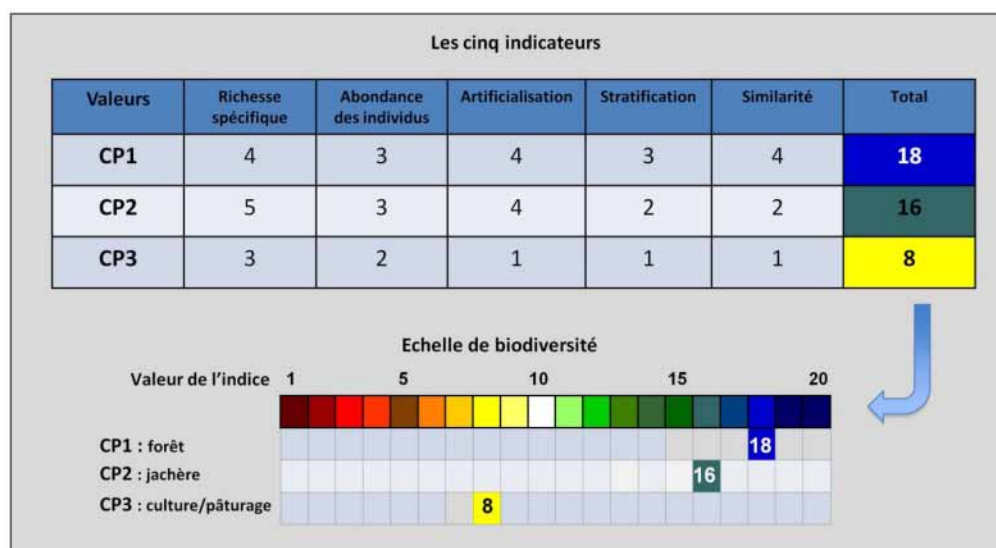 Les cinq indicateurs
Valeurs Richesse spécifique Abondance des individus Artificialisation Stratification Similarité Total
CP1 4 3 4 3 4 18
CP2 5 3 4 2 2 16
CP3 3 2 1 1 1 8
Echelle de biodiversité
Valeur de l'indice 1 5 10 15 20
CP1 : forêt 18
CP2 : jachère 16
CP3 : culture/pâturage 8